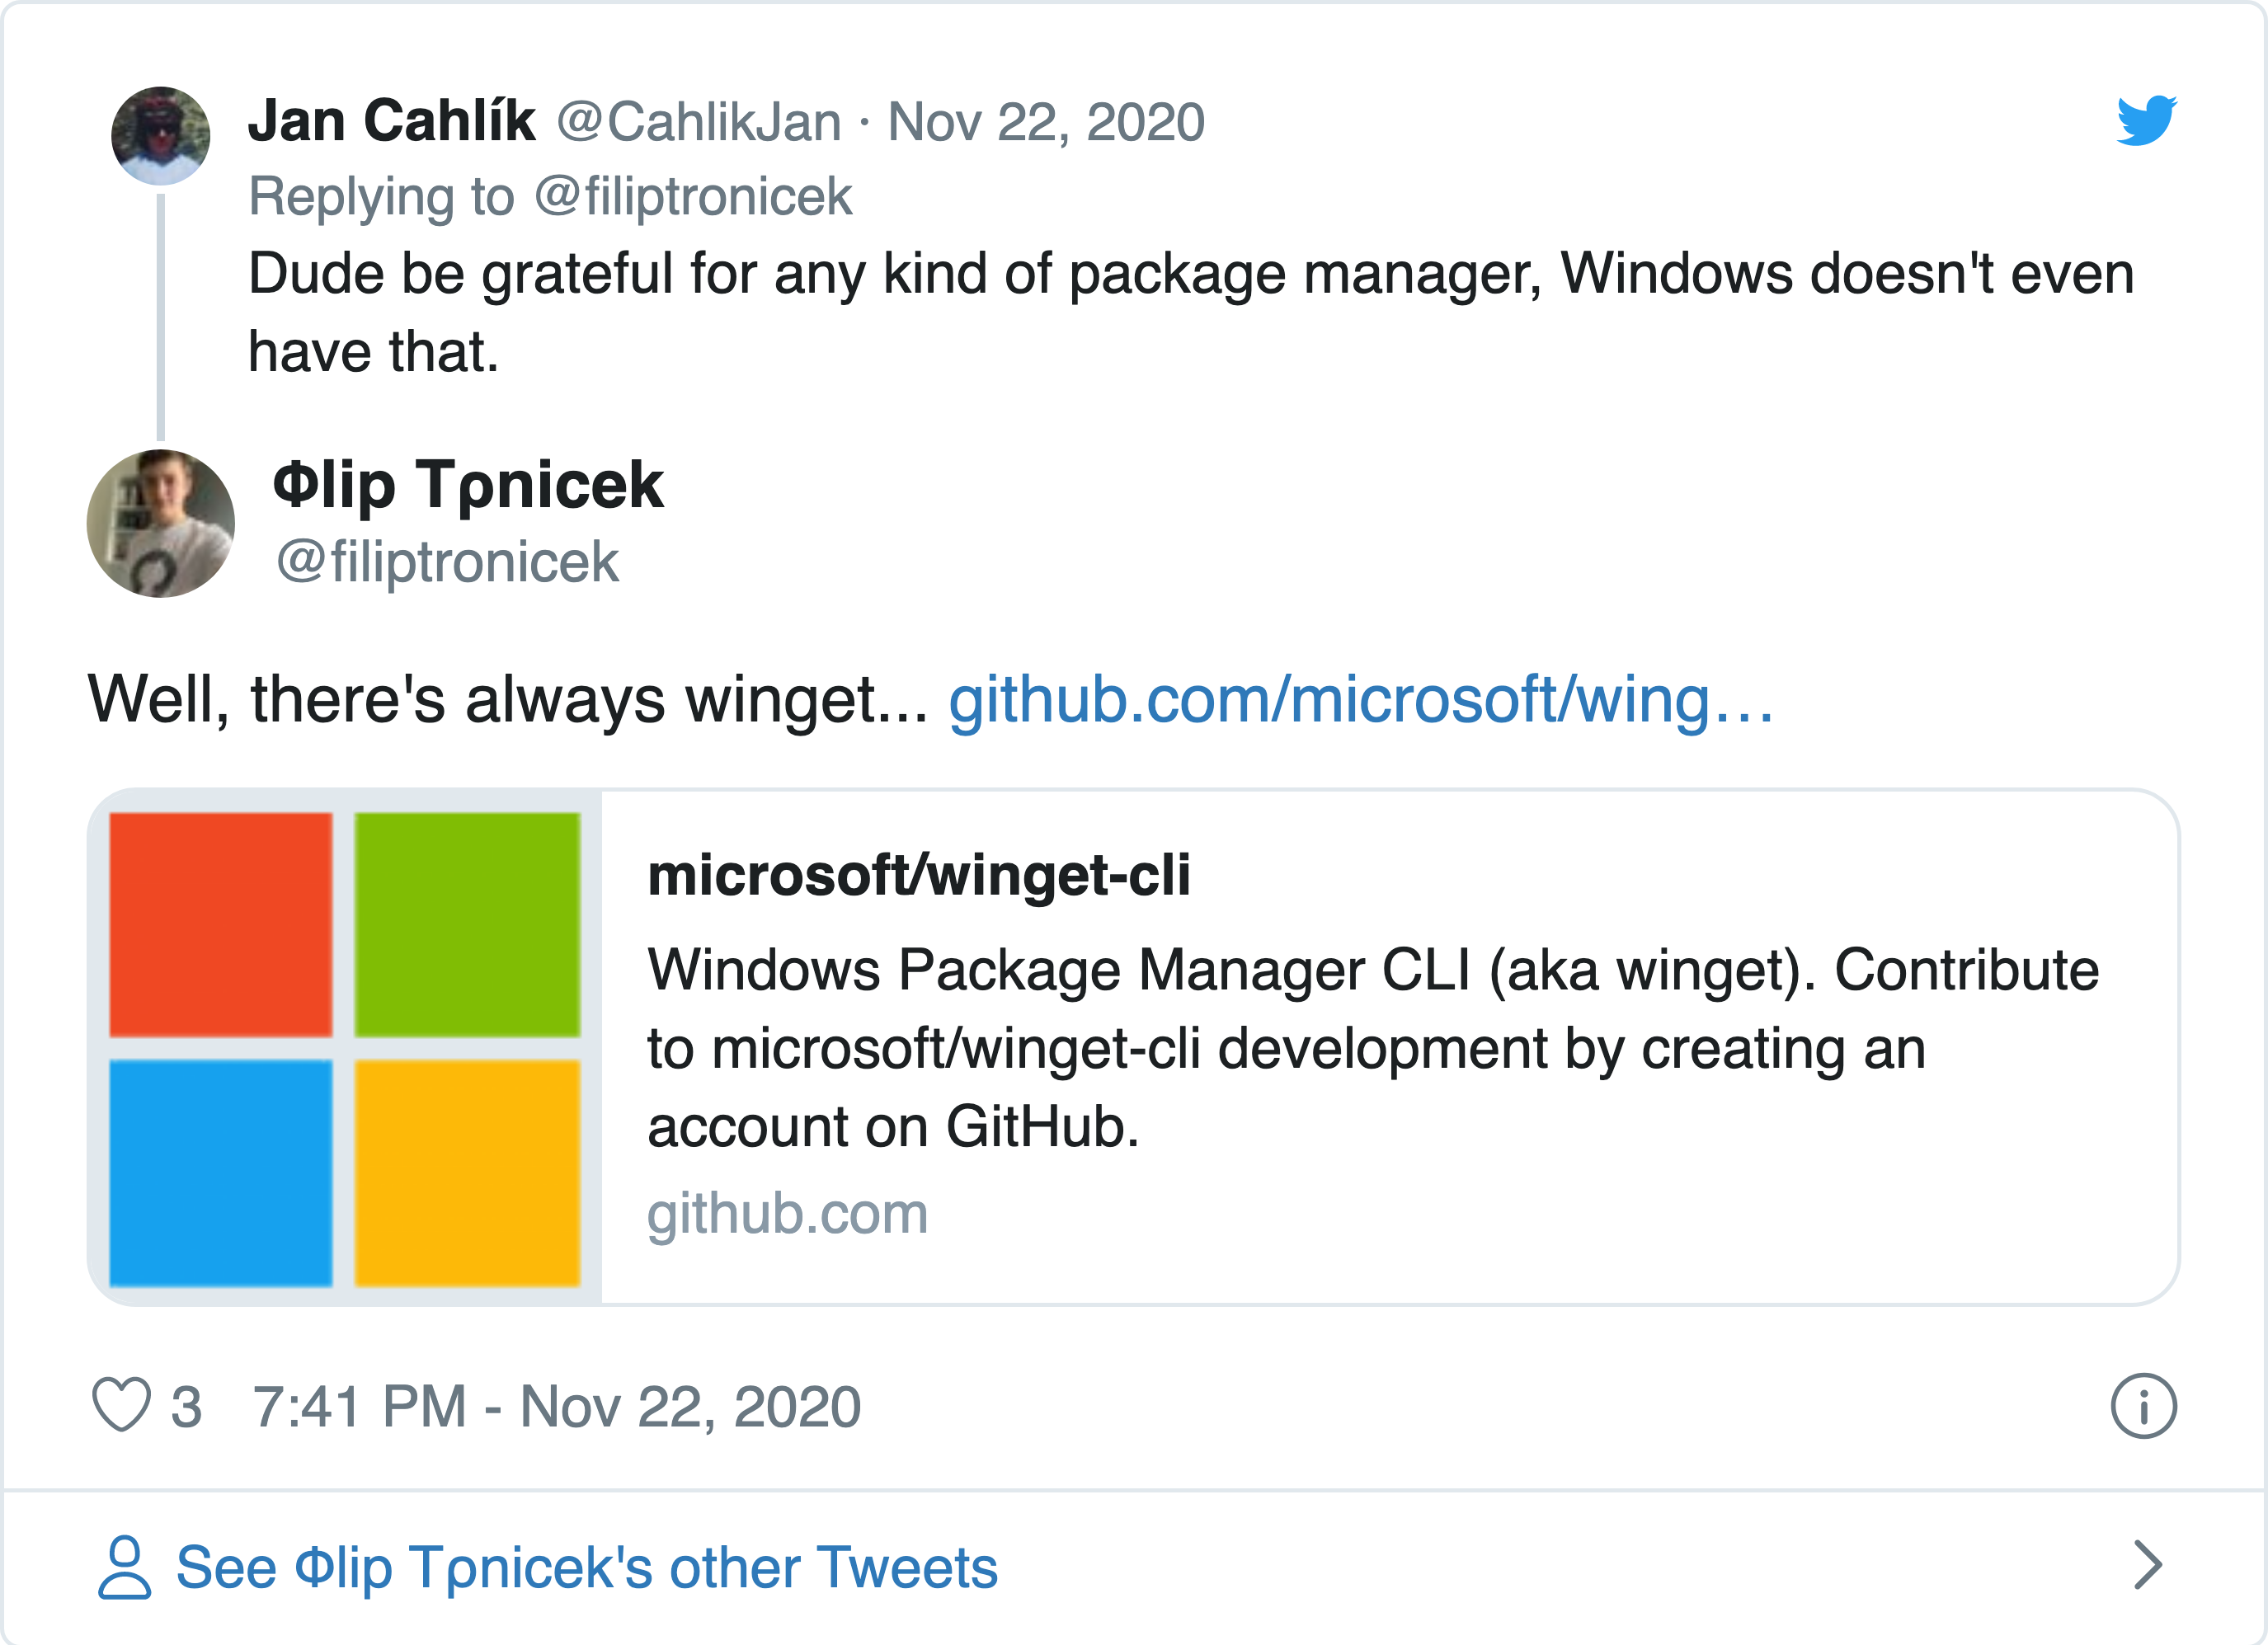 Jan Cahlík @CahlikJan · Nov 22, 2020
Replying to @filiptronicek
Dude be grateful for any kind of package manager, Windows doesn't even
have that.
Φlip Tρnicek
@filiptronicek
Well, there's always winget... github.com/microsoft/wing…
microsoft/winget-cli
Windows Package Manager CLI (aka winget). Contribute
to microsoft/winget-cli development by creating an
account on GitHub.
github.com
3 7:41 PM - Nov 22, 2020
See Φlip Tρnicek's other Tweets